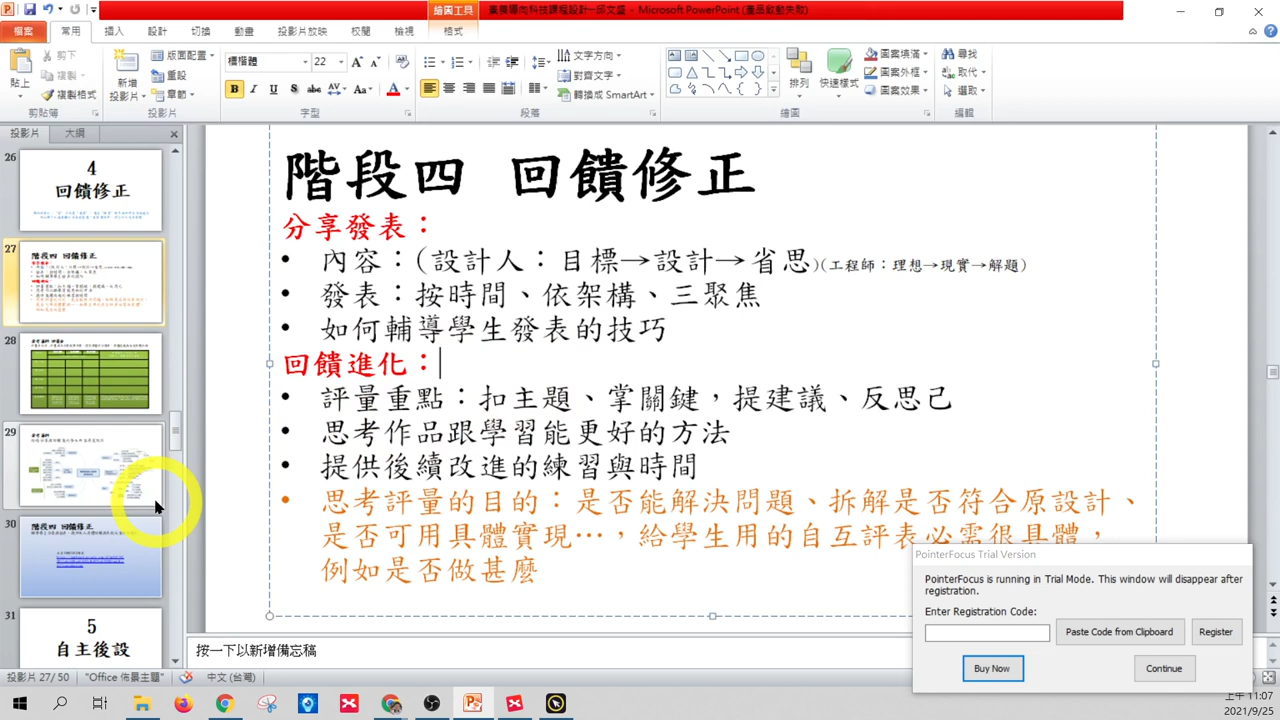 廣善導向科技課程設計-邱文盛 - Microsoft PowerPoint (產品啟動失敗)
繪圖工具
檔案 常用 插入 設計 切換 動畫 投影片放映 校閱 檢視 格式
貼上 剪下 複製 複製格式 剪貼簿
新增投影片 版面配置 重設 章節 投影片
標楷體 22 字型
文字方向 對齊文字 轉換成 SmartArt 段落
排列 快速樣式 圖案填滿 圖案外框 圖案效果 繪圖
尋找 取代 選取 編輯
投影片 大綱
26
4
回饋修正
27
階段四 回饋修正
28
29
30
階段四 回饋修正
31
5
自主後設
階段四 回饋修正
分享發表：
• 內容：(設計人：目標→設計→省思)(工程師：理想→現實→解題)
• 發表：按時間、依架構、三聚焦
• 如何輔導學生發表的技巧
回饋進化：
• 評量重點：扣主題、掌關鍵，提建議、反思己
• 思考作品跟學習能更好的方法
• 提供後續改進的練習與時間
• 思考評量的目的：是否能解決問題、拆解是否符合原設計、
是否可用具體實現…，給學生用的自互評表必需很具體，
例如是否做甚麼
PointerFocus Trial Version
PointerFocus is running in Trial Mode. This window will disappear after
registration.
Enter Registration Code:
Paste Code from Clipboard Register
Buy Now Continue
按一下以新增備忘稿
投影片 27/50 "Office 佈景主題" 中文 (台灣)
上午 11:07
2021/9/25